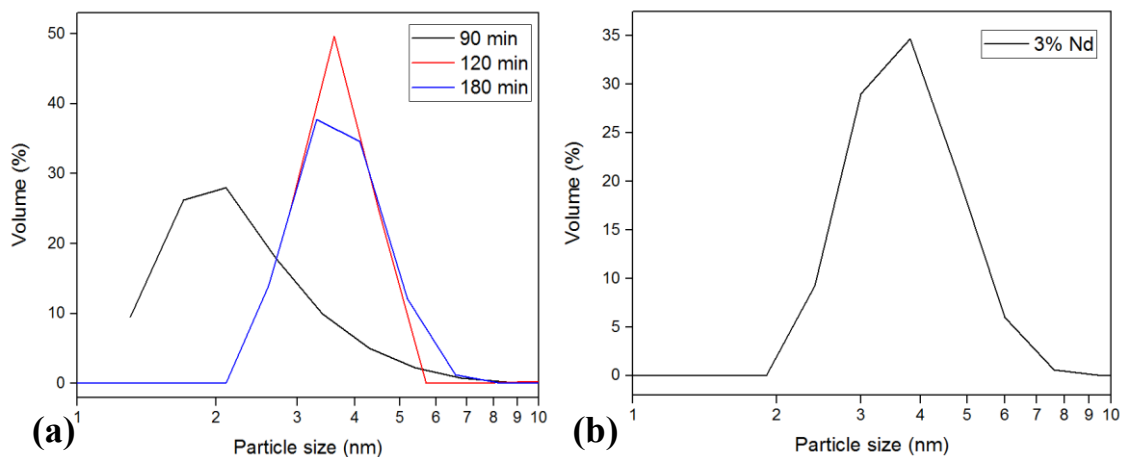 90 min
120 min
180 min
50
40
30
20
10
0
Volume (%)
1 2 3 4 5 6 7 8 9 10
Particle size (nm)
(a)
3% Nd
35
30
25
20
15
10
5
0
Volume (%)
1 2 3 4 5 6 7 8 9 10
Particle size (nm)
(b)